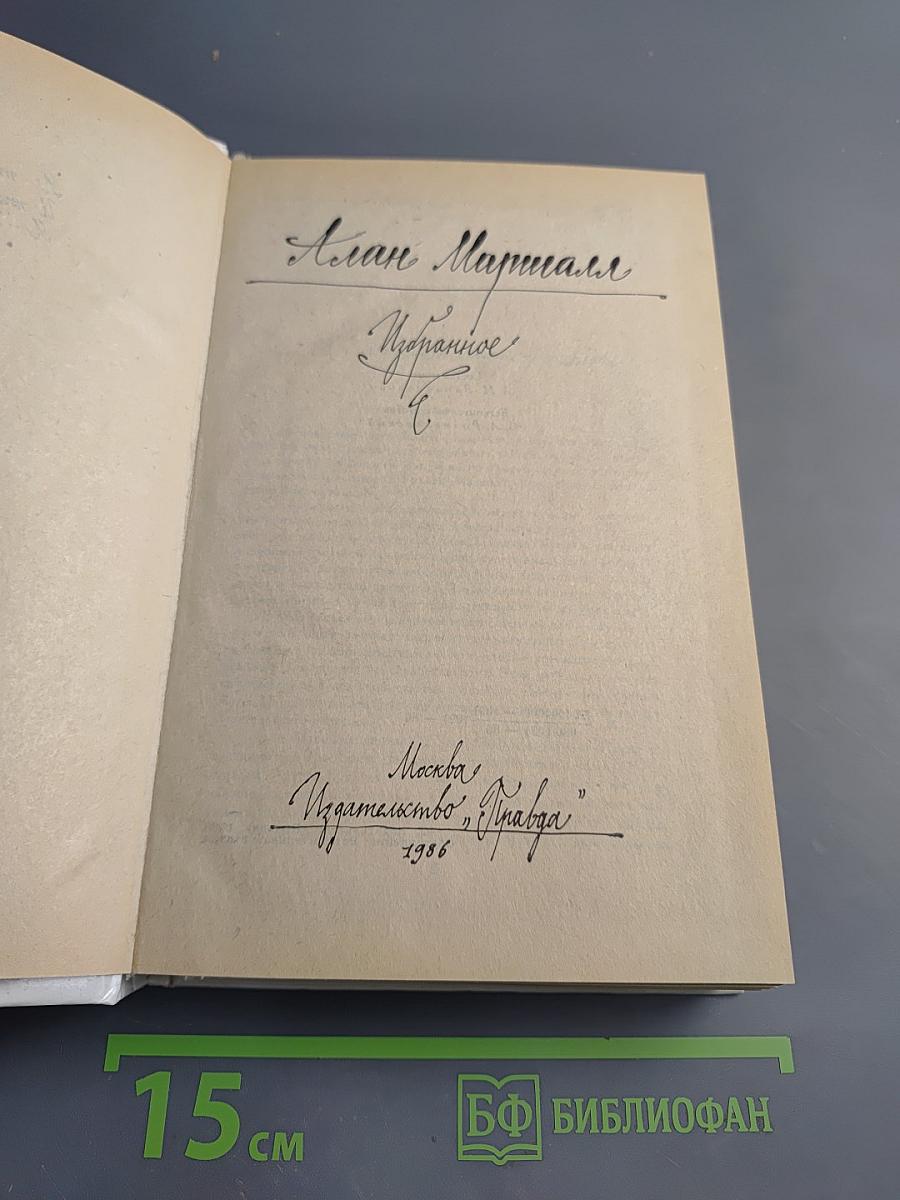 Алан Маршалл
Избранное
Москва
Издательство „Правда"
1986
15 см
БФ БИБЛИОФАН